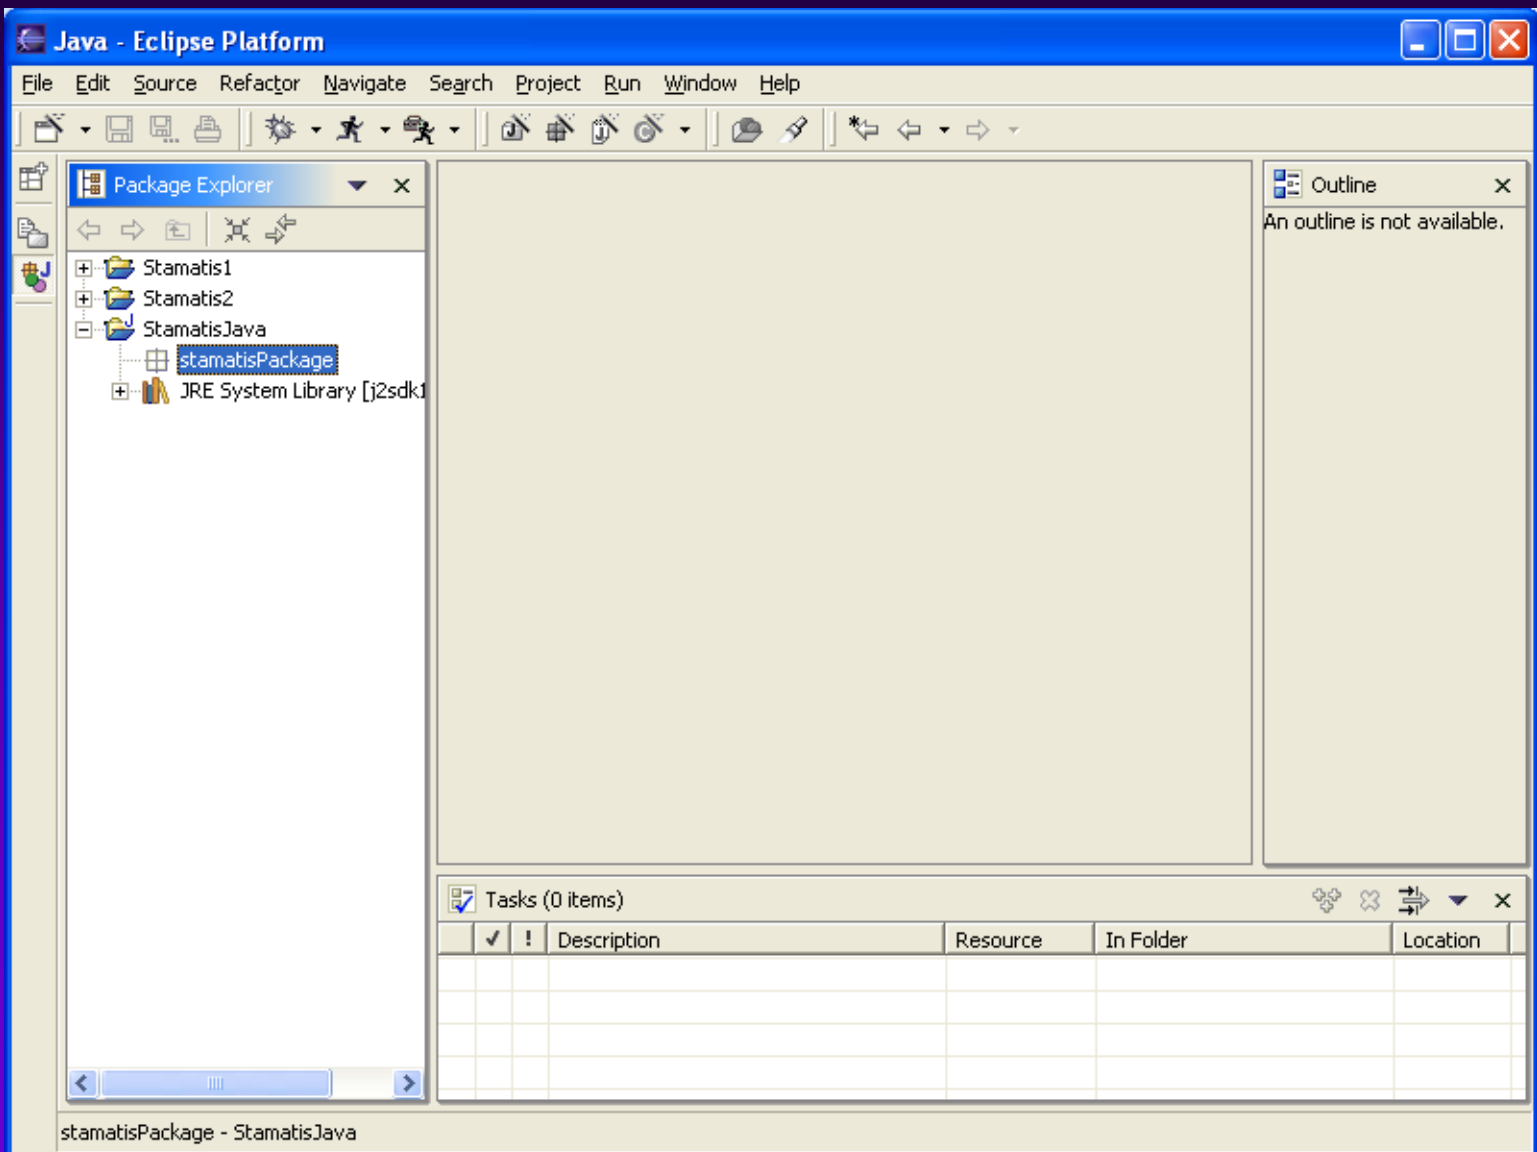 Java - Eclipse Platform
File Edit Source Refactor Navigate Search Project Run Window Help
Package Explorer
Stamatis1
Stamatis2
StamatisJava
stamatisPackage
JRE System Library [j2sdk1
Outline
An outline is not available.
Tasks (0 items)
! Description Resource In Folder Location
stamatisPackage - StamatisJava